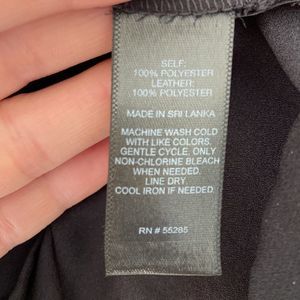 SELF:
100% POLYESTER
LEATHER:
100% POLYESTER
MADE IN SRI LANKA
MACHINE WASH COLD
WITH LIKE COLORS.
GENTLE CYCLE. ONLY
NON-CHLORINE BLEACH
WHEN NEEDED.
LINE DRY
COOL IRON IF NEEDED.
RN # 55285